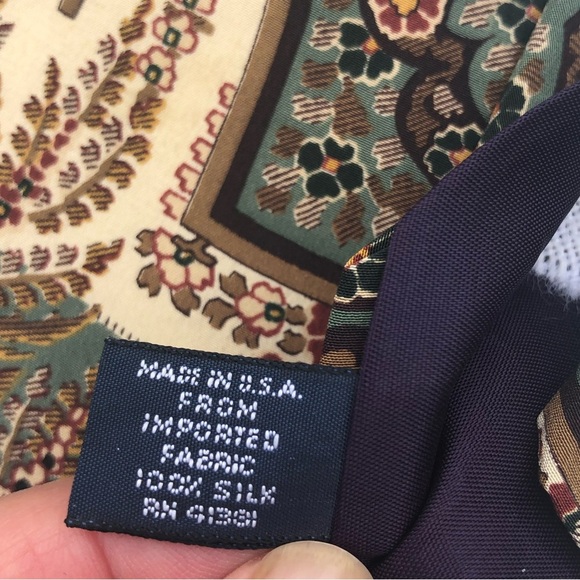 MADE IN U.S.A.
FROM
IMPORTED
FABRIC
100% SILK
RN 41381